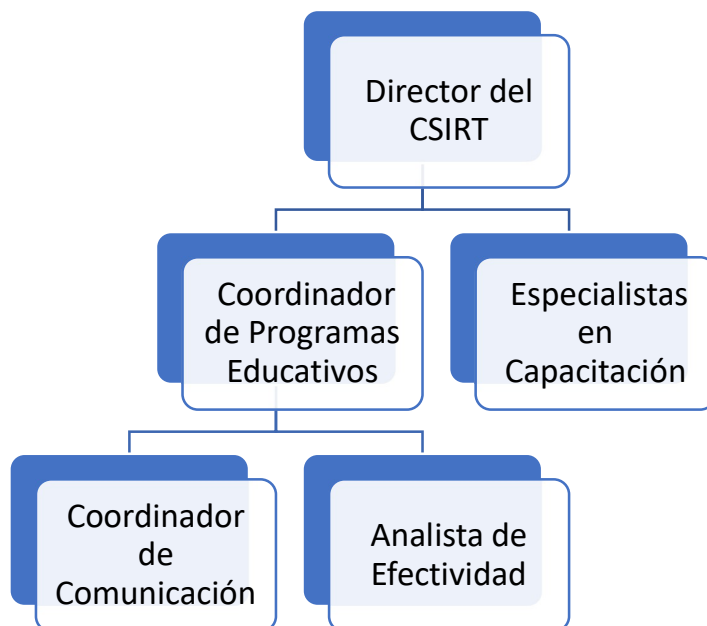 Director del
CSIRT
Coordinador
de Programas
Educativos
Especialistas
en
Capacitación
Coordinador
de
Comunicación
Analista de
Efectividad